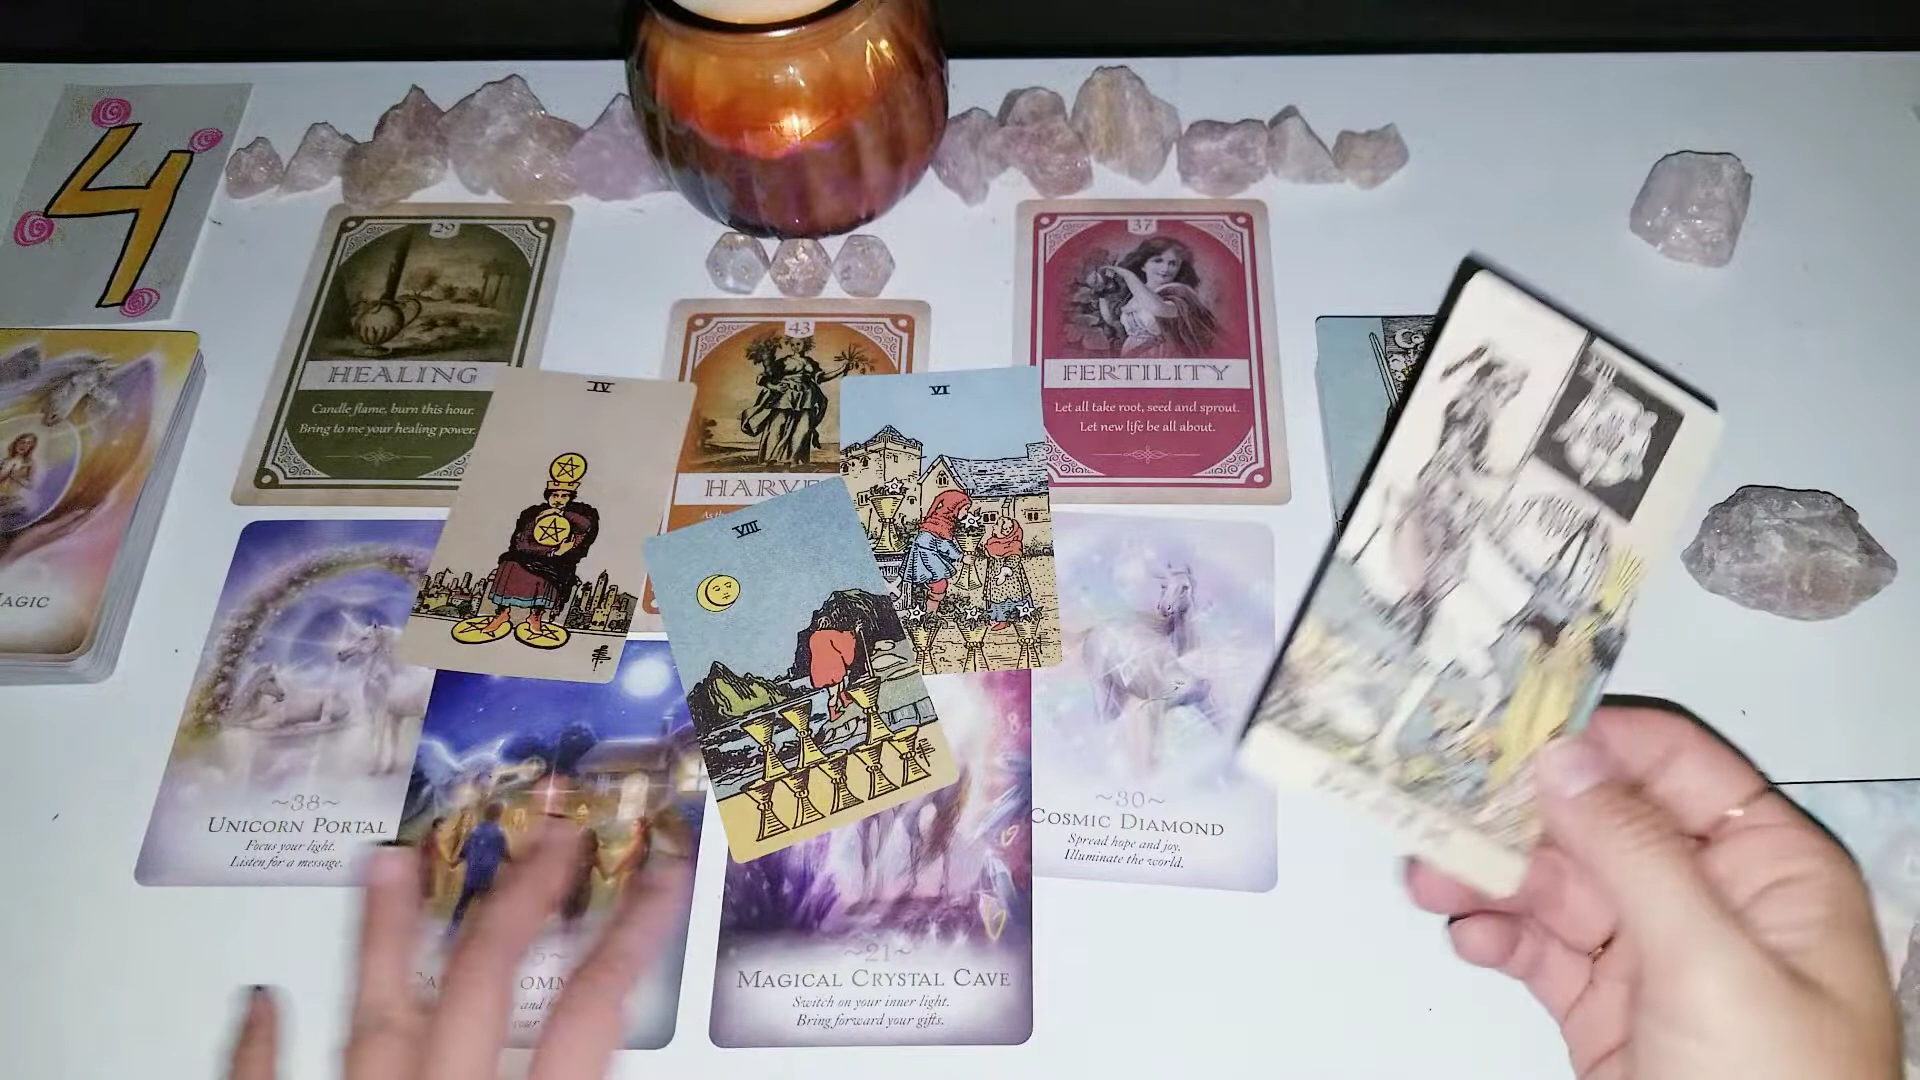 4
29
HEALING
Candle flame, burn this hour.
Bring to me your healing power.
43
37
FERTILITY
Let all take root, seed and sprout.
Let new life be all about.
IV
VI
VIII
~38~
UNICORN PORTAL
Focus your light.
Listen for a message.
~21~
MAGICAL CRYSTAL CAVE
Switch on your inner light.
Bring forward your gifts.
~30~
COSMIC DIAMOND
Spread hope and joy.
Illuminate the world.